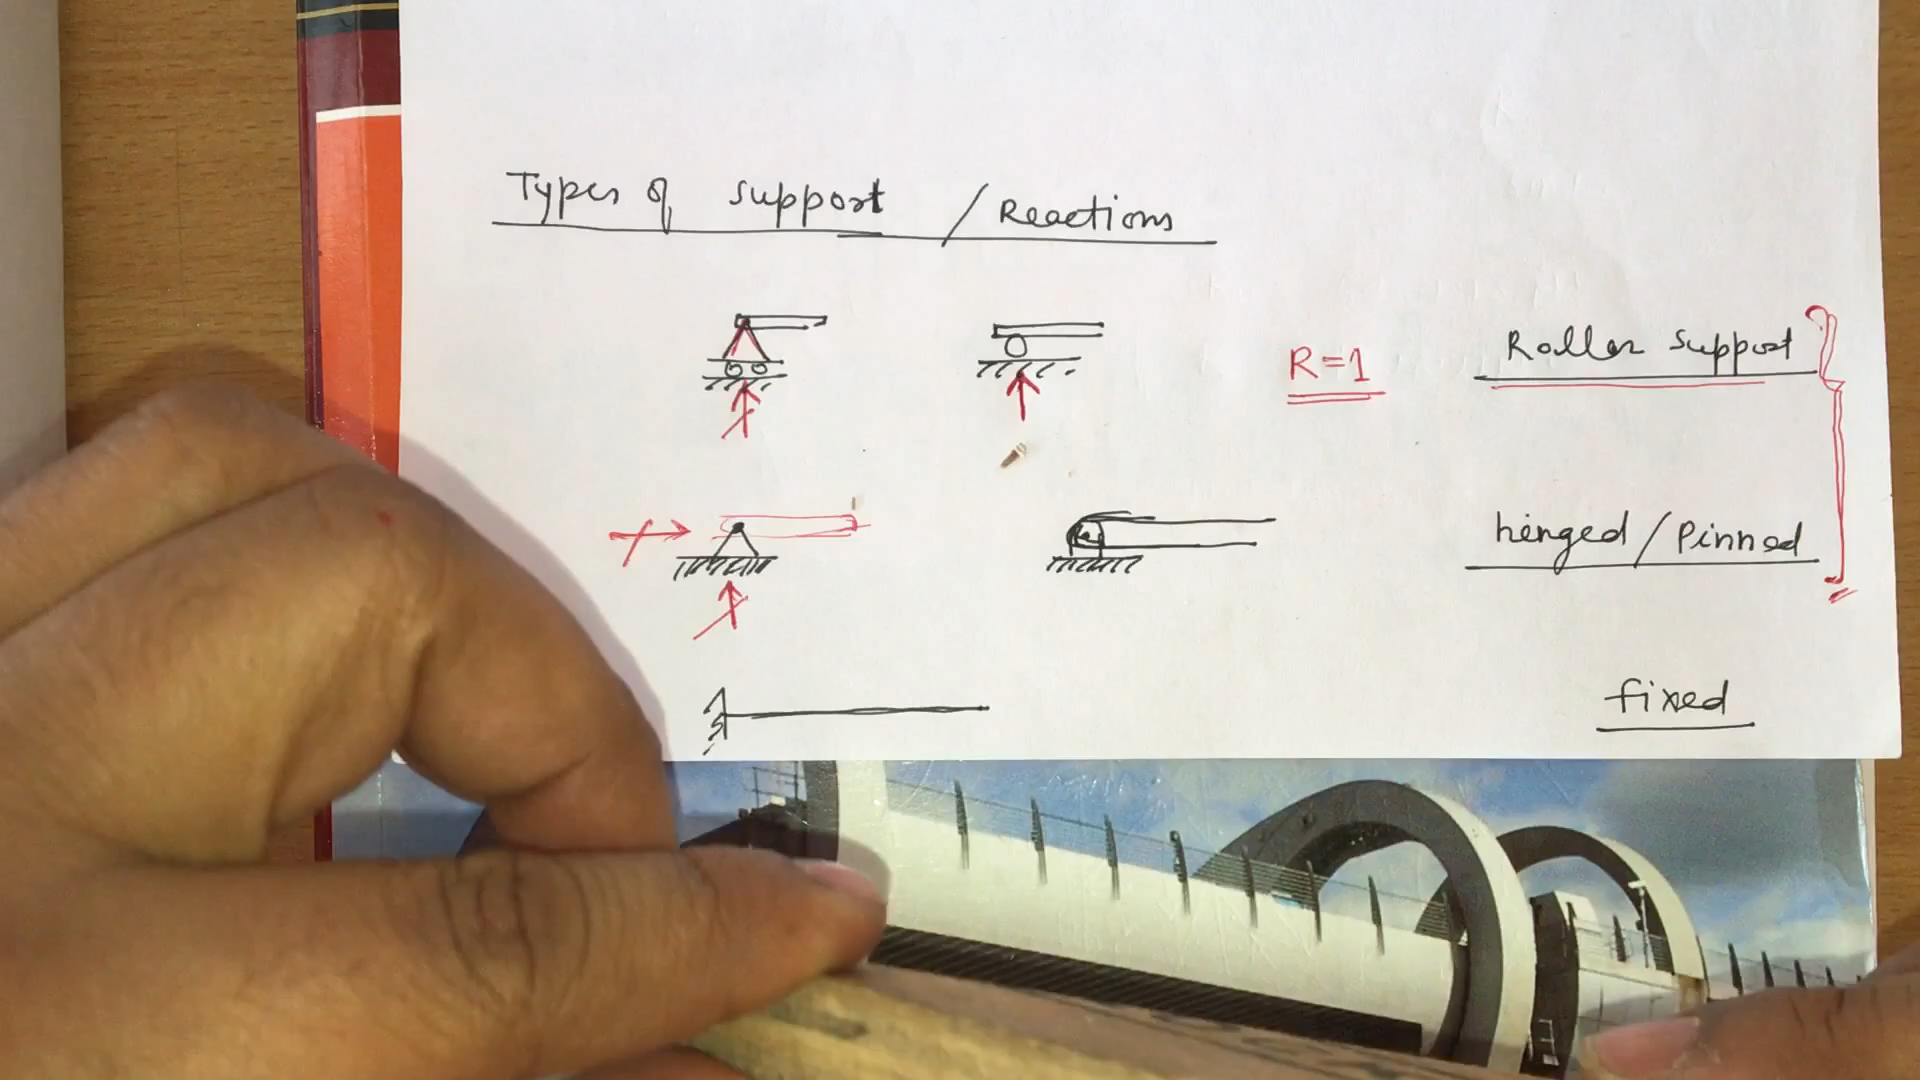 Types of support / Reactions
R=1
Roller support
hinged / Pinned
fixed